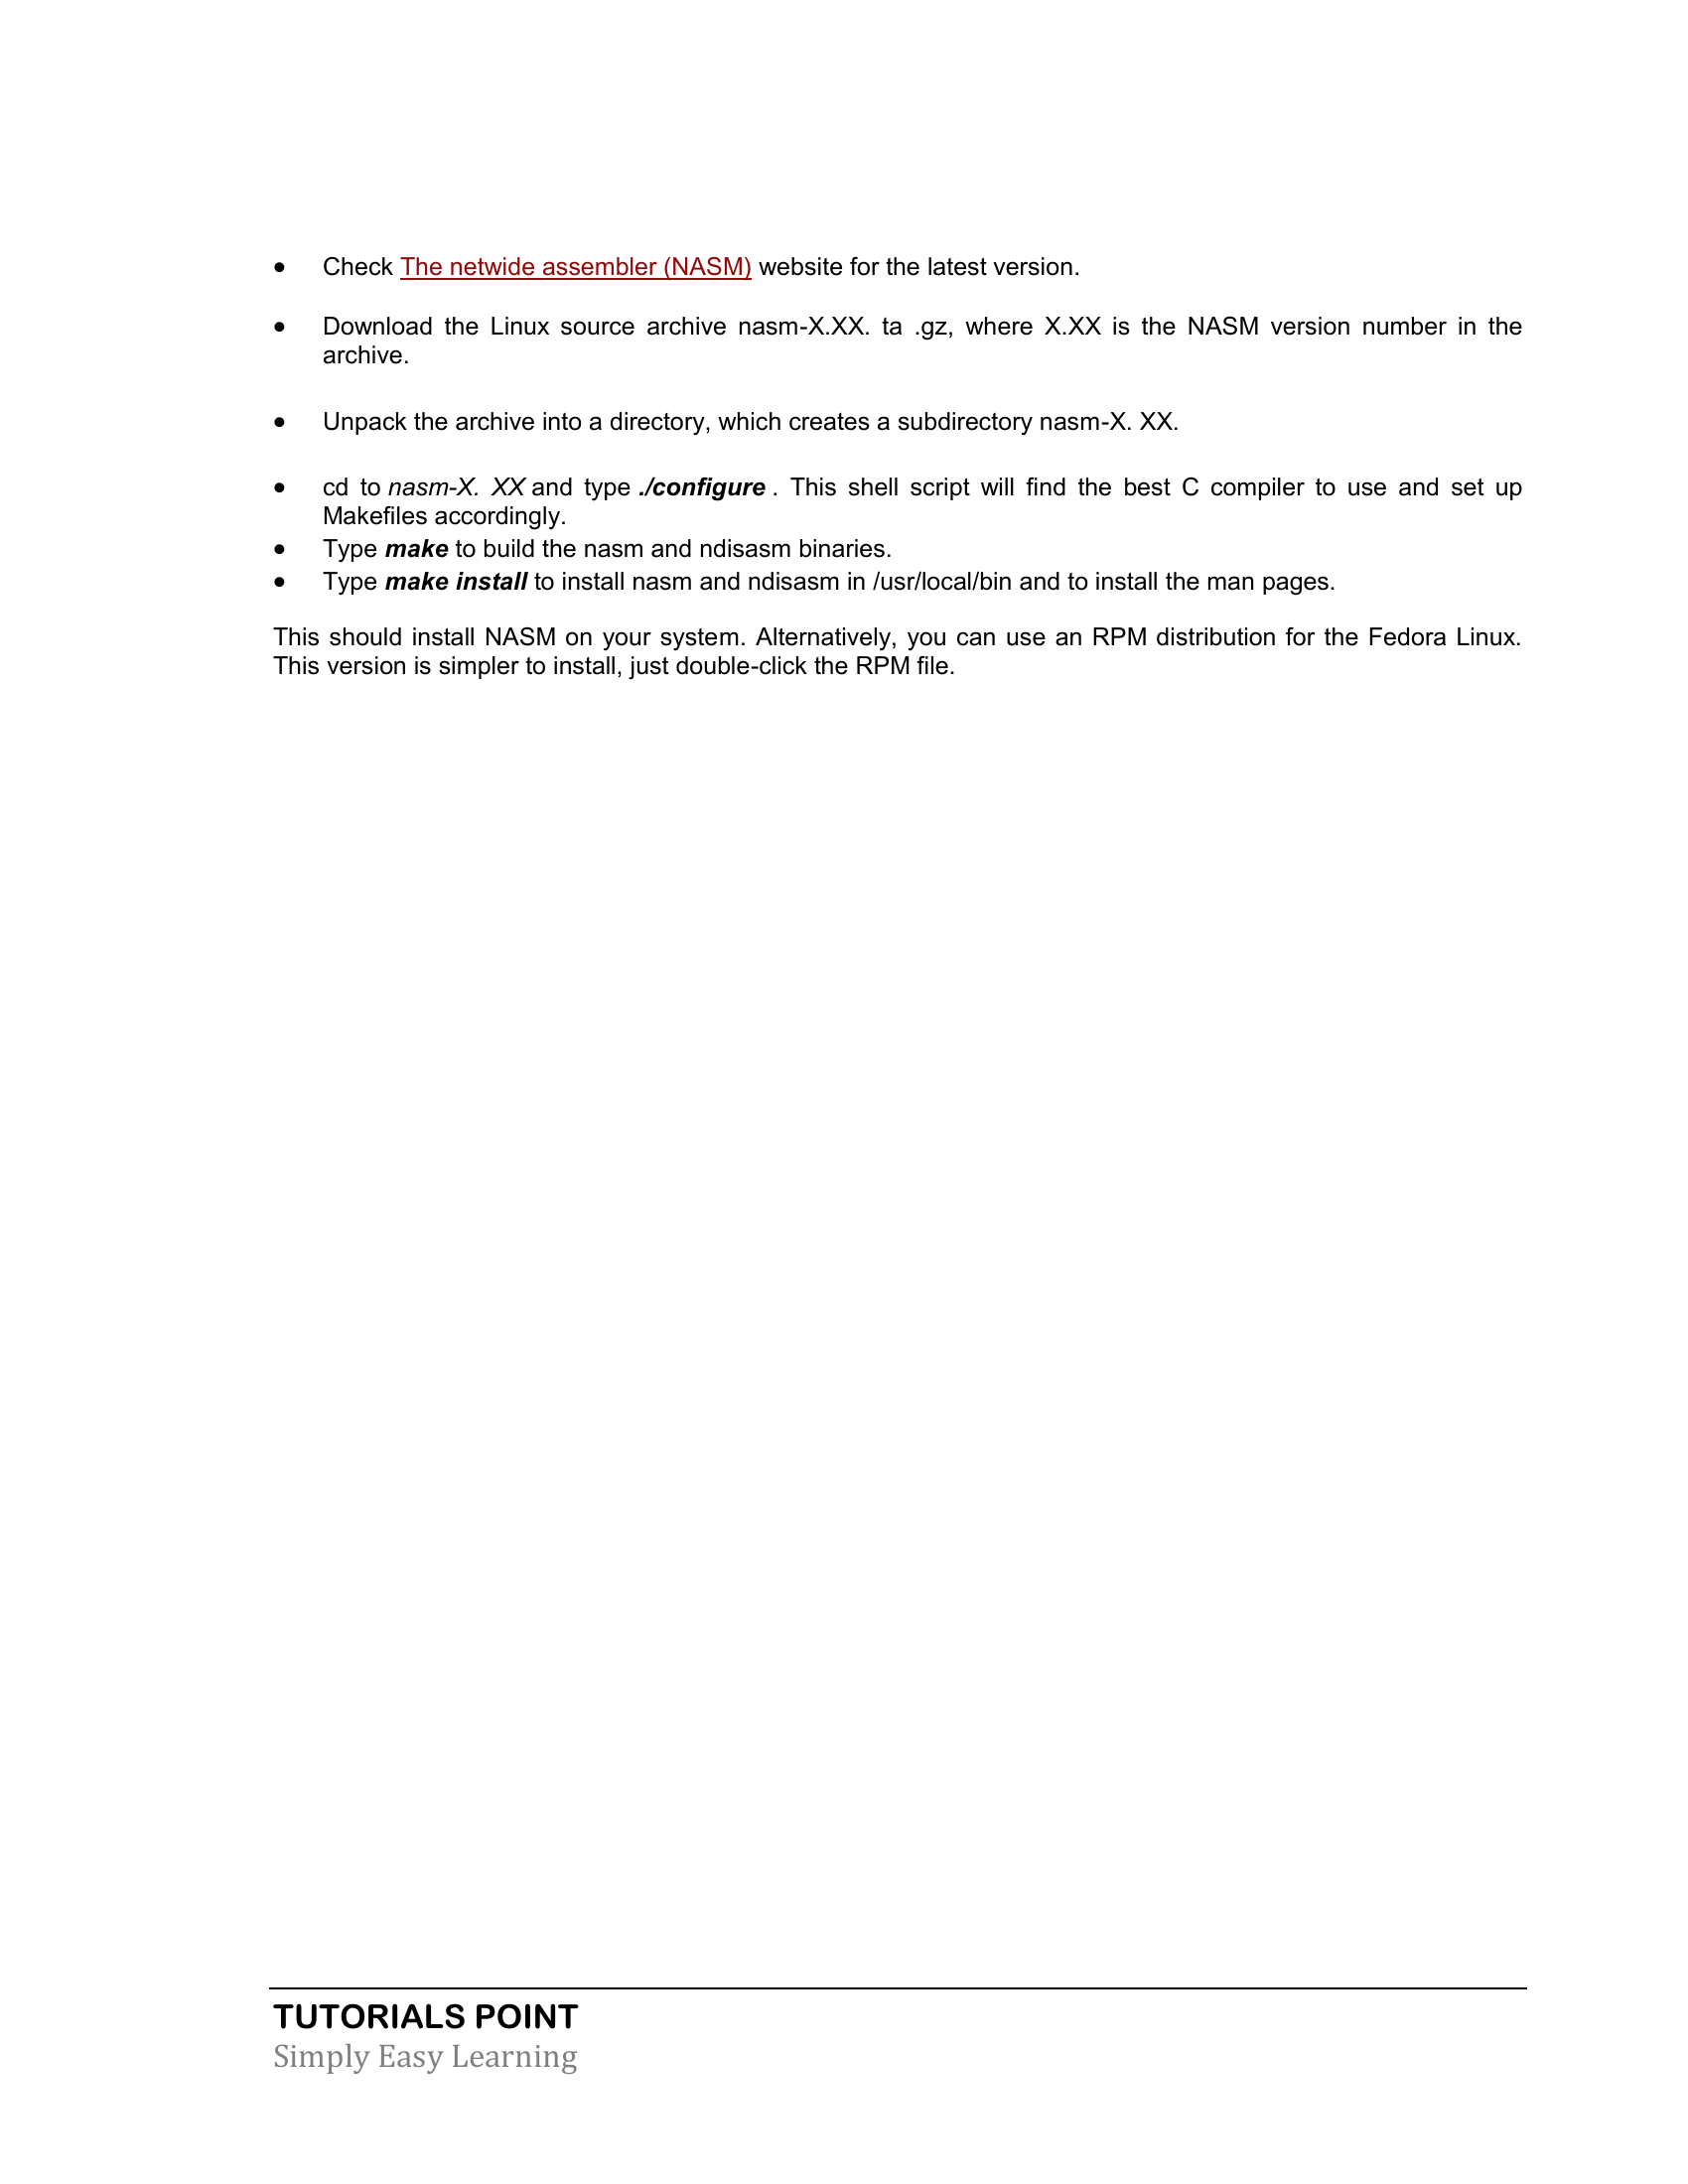 • Check The netwide assembler (NASM) website for the latest version.
• Download the Linux source archive nasm-X.XX. ta .gz, where X.XX is the NASM version number in the
archive.
• Unpack the archive into a directory, which creates a subdirectory nasm-X. XX.
• cd to nasm-X. XX and type ./configure . This shell script will find the best C compiler to use and set up
Makefiles accordingly.
• Type make to build the nasm and ndisasm binaries.
• Type make install to install nasm and ndisasm in /usr/local/bin and to install the man pages.
This should install NASM on your system. Alternatively, you can use an RPM distribution for the Fedora Linux.
This version is simpler to install, just double-click the RPM file.
TUTORIALS POINT
Simply Easy Learning